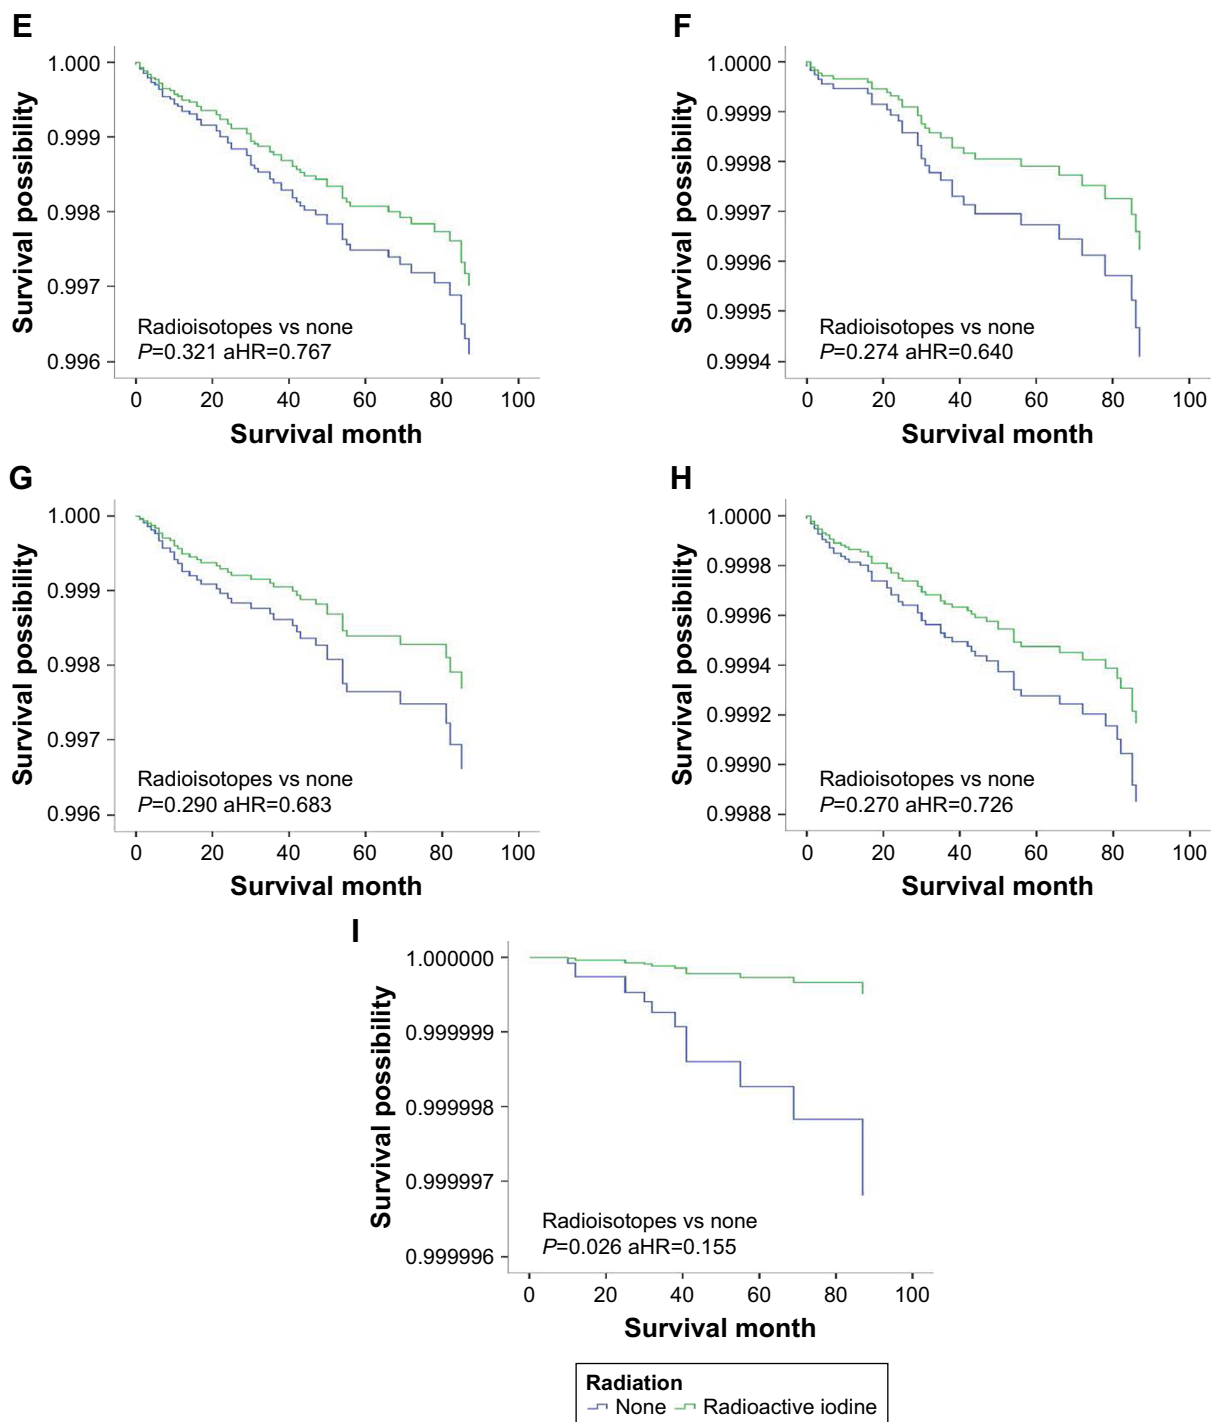 E
1.000
0.999
0.998
0.997
0.996
Survival possibility
Radioisotopes vs none
P=0.321 aHR=0.767
0 20 40 60 80 100
Survival month
F
1.0000
0.9999
0.9998
0.9997
0.9996
0.9995
0.9994
Survival possibility
Radioisotopes vs none
P=0.274 aHR=0.640
0 20 40 60 80 100
Survival month
G
1.000
0.999
0.998
0.997
0.996
Survival possibility
Radioisotopes vs none
P=0.290 aHR=0.683
0 20 40 60 80 100
Survival month
H
1.0000
0.9998
0.9996
0.9994
0.9992
0.9990
0.9988
Survival possibility
Radioisotopes vs none
P=0.270 aHR=0.726
0 20 40 60 80 100
Survival month
I
1.000000
0.999999
0.999998
0.999997
0.999996
Survival possibility
Radioisotopes vs none
P=0.026 aHR=0.155
0 20 40 60 80 100
Survival month
Radiation
None Radioactive iodine